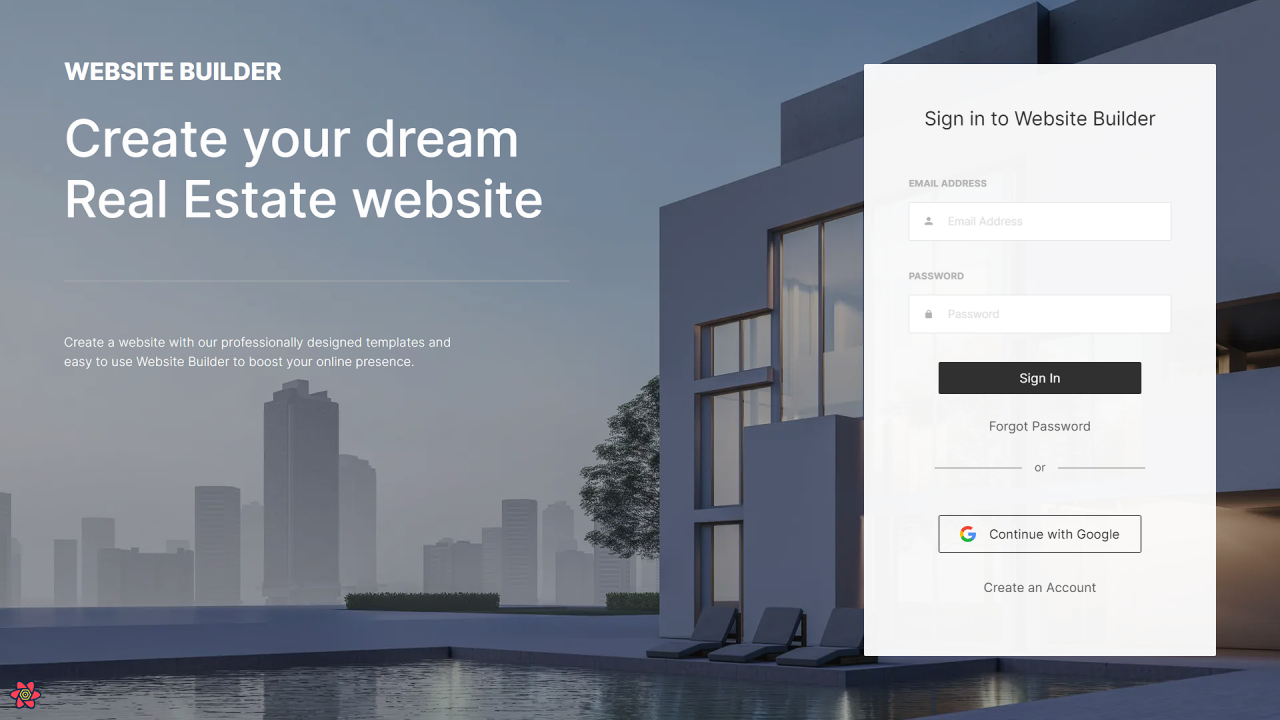 WEBSITE BUILDER
Create your dream
Real Estate website
Create a website with our professionally designed templates and
easy to use Website Builder to boost your online presence.
Sign in to Website Builder
EMAIL ADDRESS
Email Address
PASSWORD
Password
Sign In
Forgot Password
or
Continue with Google
Create an Account